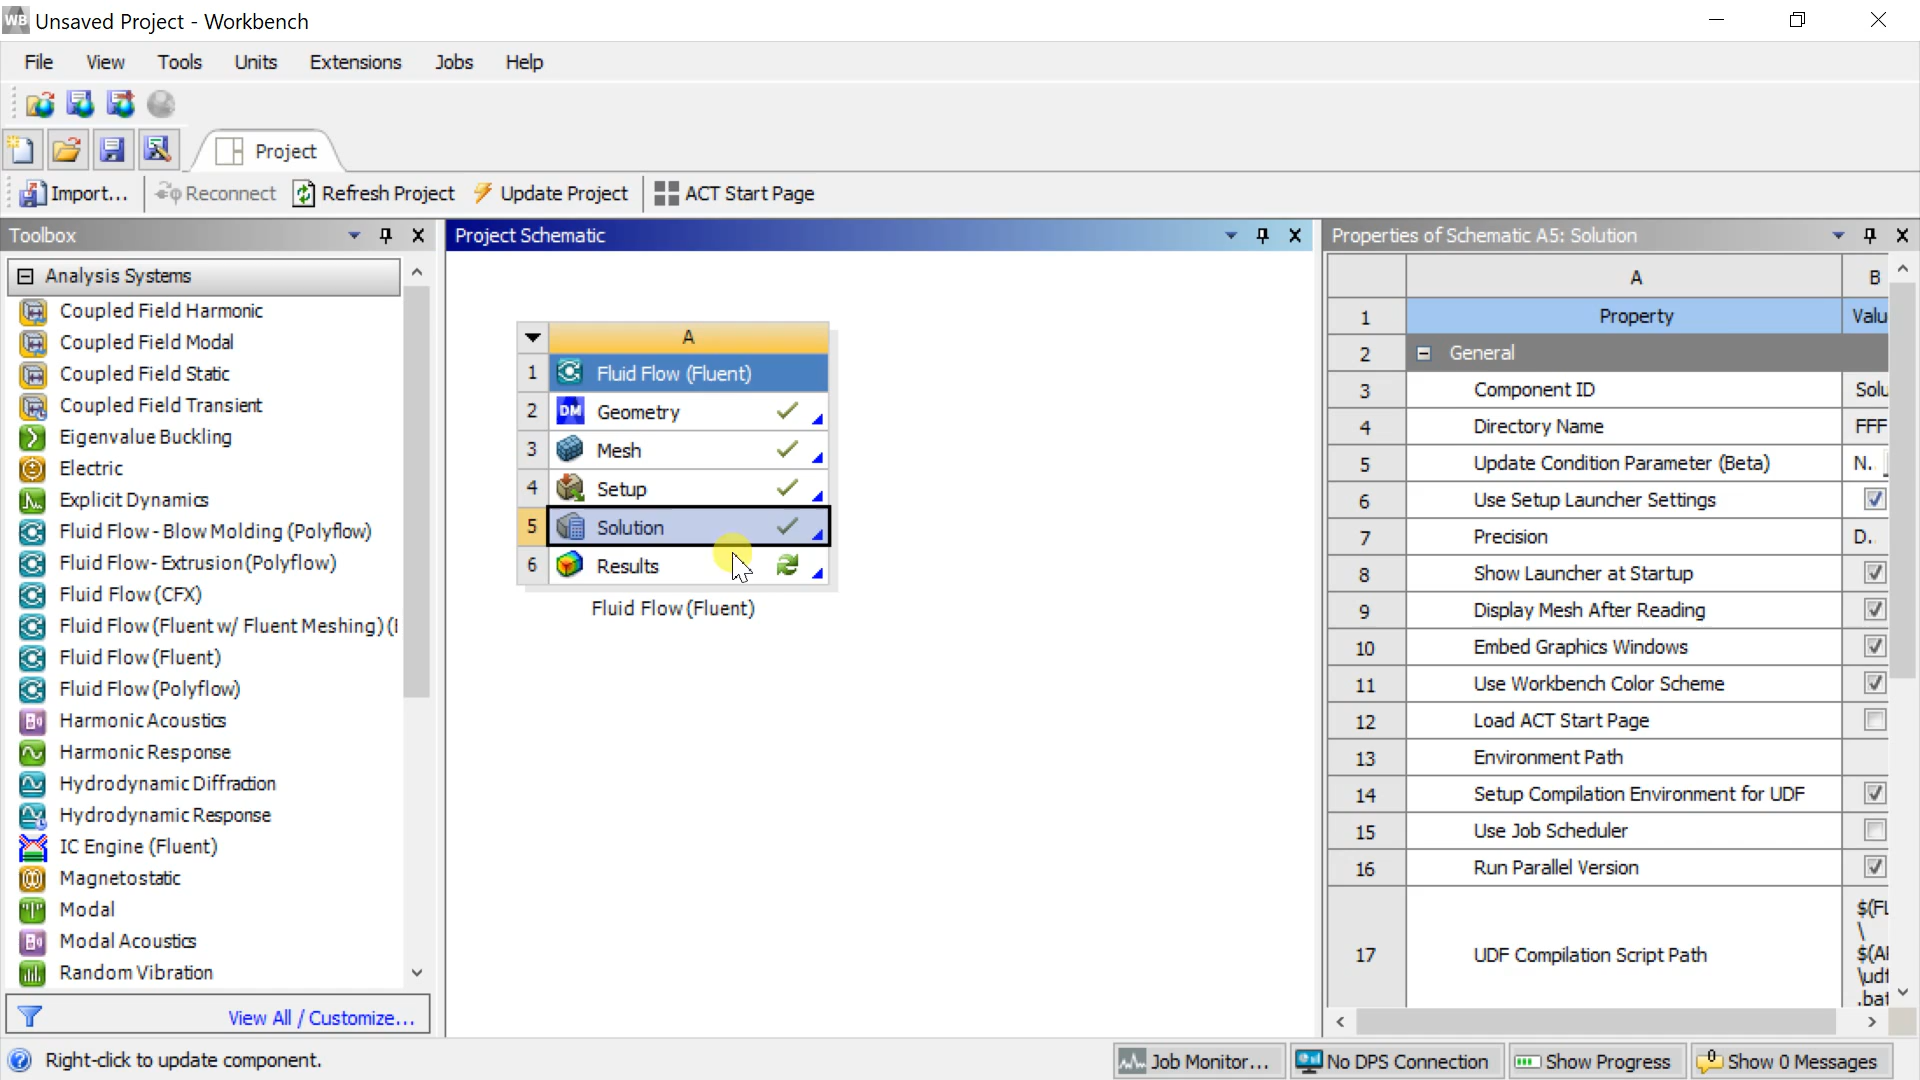 WB Unsaved Project - Workbench
File View Tools Units Extensions Jobs Help
Project
Import... Reconnect Refresh Project Update Project ACT Start Page
Toolbox
Analysis Systems
Coupled Field Harmonic
Coupled Field Modal
Coupled Field Static
Coupled Field Transient
Eigenvalue Buckling
Electric
Explicit Dynamics
Fluid Flow - Blow Molding (Polyflow)
Fluid Flow - Extrusion (Polyflow)
Fluid Flow (CFX)
Fluid Flow (Fluent w/ Fluent Meshing) (
Fluid Flow (Fluent)
Fluid Flow (Polyflow)
Harmonic Acoustics
Harmonic Response
Hydrodynamic Diffraction
Hydrodynamic Response
IC Engine (Fluent)
Magnetostatic
Modal
Modal Acoustics
Random Vibration
View All / Customize...
Project Schematic
A
1 Fluid Flow (Fluent)
2 DM Geometry
3 Mesh
4 Setup
5 Solution
6 Results
Fluid Flow (Fluent)
Properties of Schematic A5: Solution
A B
1 Property Valu
2 General
3 Component ID Solu
4 Directory Name FFF
5 Update Condition Parameter (Beta) N..
6 Use Setup Launcher Settings
7 Precision D..
8 Show Launcher at Startup
9 Display Mesh After Reading
10 Embed Graphics Windows
11 Use Workbench Color Scheme
12 Load ACT Start Page
13 Environment Path
14 Setup Compilation Environment for UDF
15 Use Job Scheduler
16 Run Parallel Version
17 UDF Compilation Script Path
$(FL
\
$(AI
\udf
.bat
Right-click to update component.
Job Monitor... No DPS Connection Show Progress Show 0 Messages